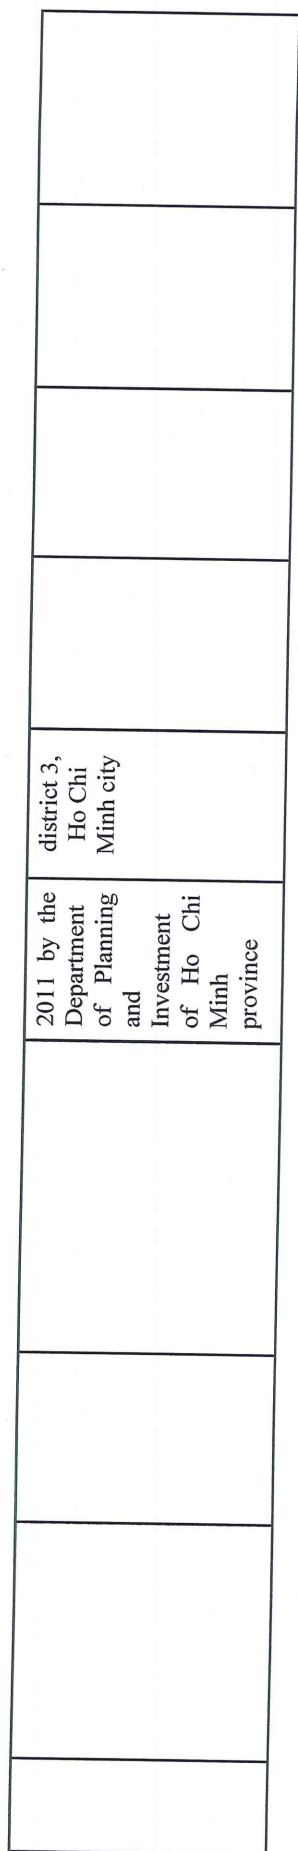 2011 by the
Department
of Planning
and
Investment
of Ho Chi
Minh
province
district 3,
Ho Chi
Minh city